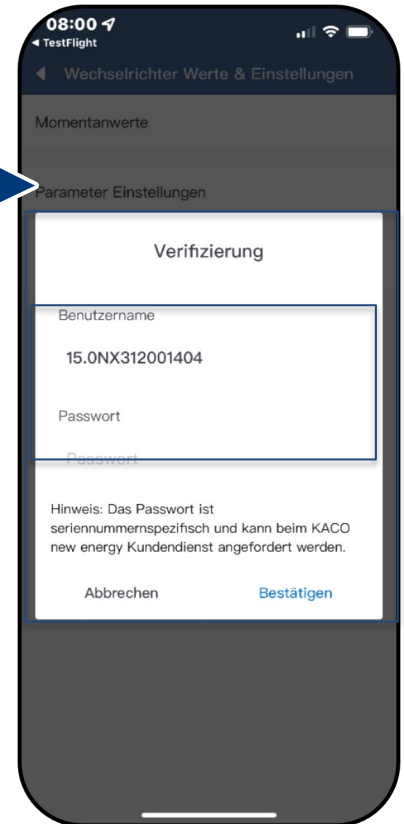 08:00
◀ TestFlight
Wechselrichter Werte & Einstellungen
Momentanwerte
Parameter Einstellungen
Verifizierung
Benutzername
15.0NX312001404
Passwort
Passwort
Hinweis: Das Passwort ist
seriennummernspezifisch und kann beim KACO
new energy Kundendienst angefordert werden.
Abbrechen Bestätigen